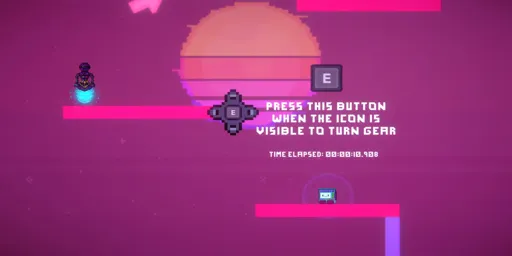 E
E
PRESS THIS BUTTON
WHEN THE ICON IS
VISIBLE TO TURN GEAR
TIME ELAPSED: 00:00:10.908